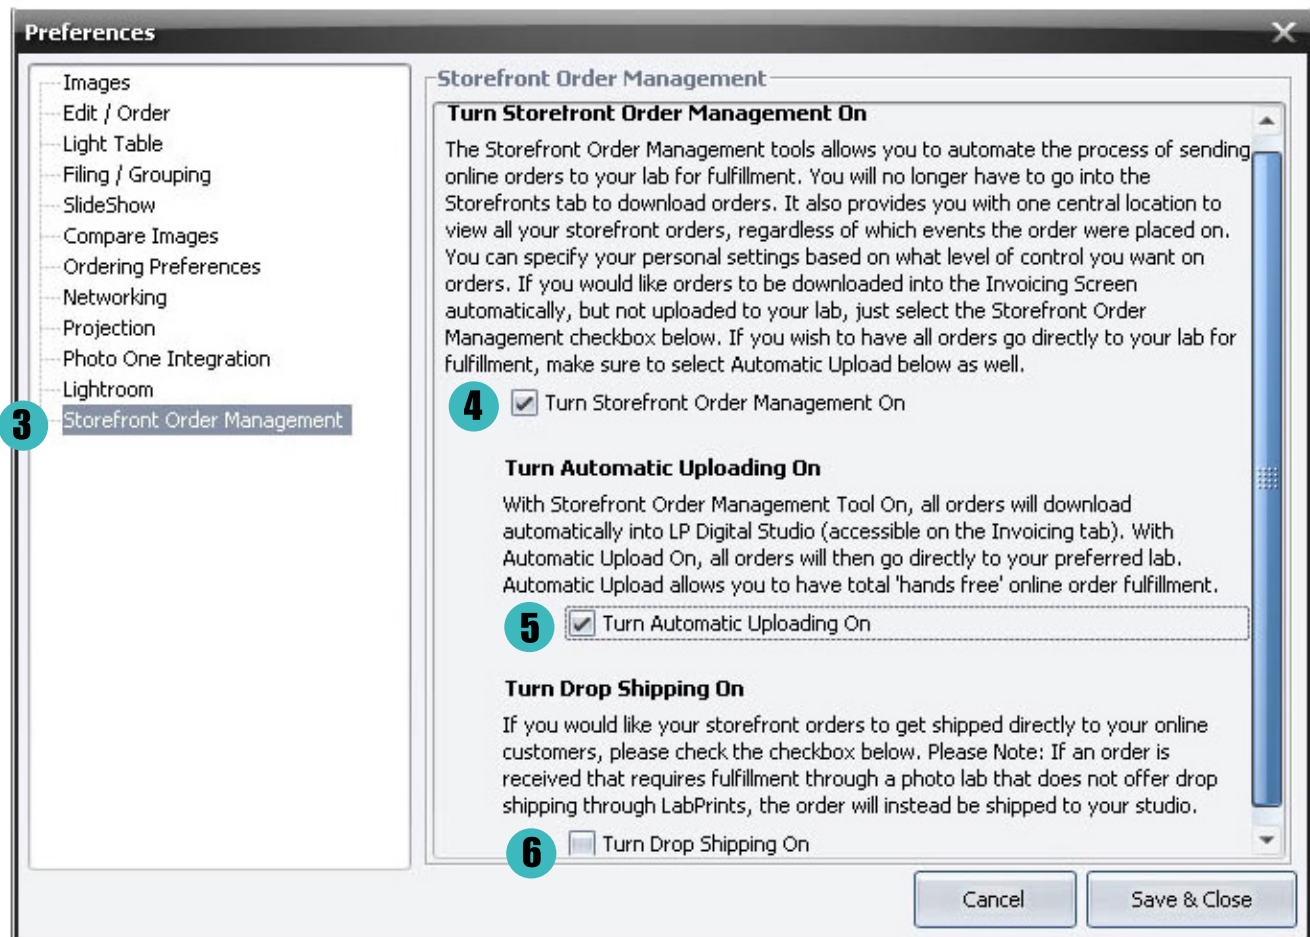 Preferences
Images
Edit / Order
Light Table
Filing / Grouping
SlideShow
Compare Images
Ordering Preferences
Networking
Projection
Photo One Integration
Lightroom
3
Storefront Order Management
Storefront Order Management
Turn Storefront Order Management On
The Storefront Order Management tools allows you to automate the process of sending
online orders to your lab for fulfillment. You will no longer have to go into the
Storefronts tab to download orders. It also provides you with one central location to
view all your storefront orders, regardless of which events the order were placed on.
You can specify your personal settings based on what level of control you want on
orders. If you would like orders to be downloaded into the Invoicing Screen
automatically, but not uploaded to your lab, just select the Storefront Order
Management checkbox below. If you wish to have all orders go directly to your lab for
fulfillment, make sure to select Automatic Upload below as well.
4 Turn Storefront Order Management On
Turn Automatic Uploading On
With Storefront Order Management Tool On, all orders will download
automatically into LP Digital Studio (accessible on the Invoicing tab). With
Automatic Upload On, all orders will then go directly to your preferred lab.
Automatic Upload allows you to have total 'hands free' online order fulfillment.
5 Turn Automatic Uploading On
Turn Drop Shipping On
If you would like your storefront orders to get shipped directly to your online
customers, please check the checkbox below. Please Note: If an order is
received that requires fulfillment through a photo lab that does not offer drop
shipping through LabPrints, the order will instead be shipped to your studio.
6 Turn Drop Shipping On
Cancel
Save & Close